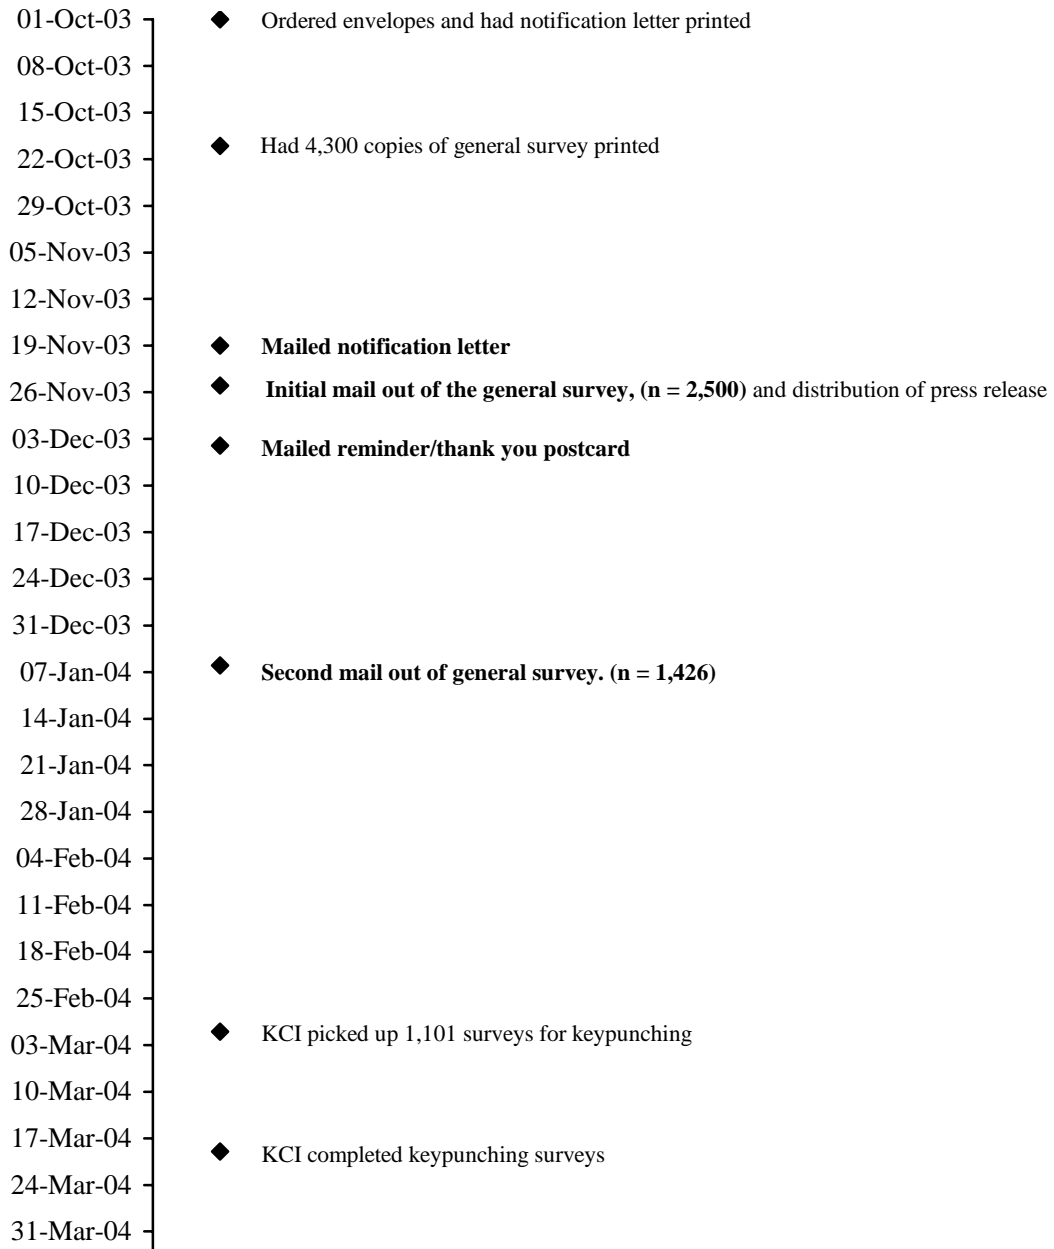 01-Oct-03 Ordered envelopes and had notification letter printed
08-Oct-03
15-Oct-03
Had 4,300 copies of general survey printed
22-Oct-03
29-Oct-03
05-Nov-03
12-Nov-03
19-Nov-03 Mailed notification letter
26-Nov-03 Initial mail out of the general survey, (n = 2,500) and distribution of press release
03-Dec-03 Mailed reminder/thank you postcard
10-Dec-03
17-Dec-03
24-Dec-03
31-Dec-03
07-Jan-04 Second mail out of general survey. (n = 1,426)
14-Jan-04
21-Jan-04
28-Jan-04
04-Feb-04
11-Feb-04
18-Feb-04
25-Feb-04
KCI picked up 1,101 surveys for keypunching
03-Mar-04
10-Mar-04
17-Mar-04
KCI completed keypunching surveys
24-Mar-04
31-Mar-04